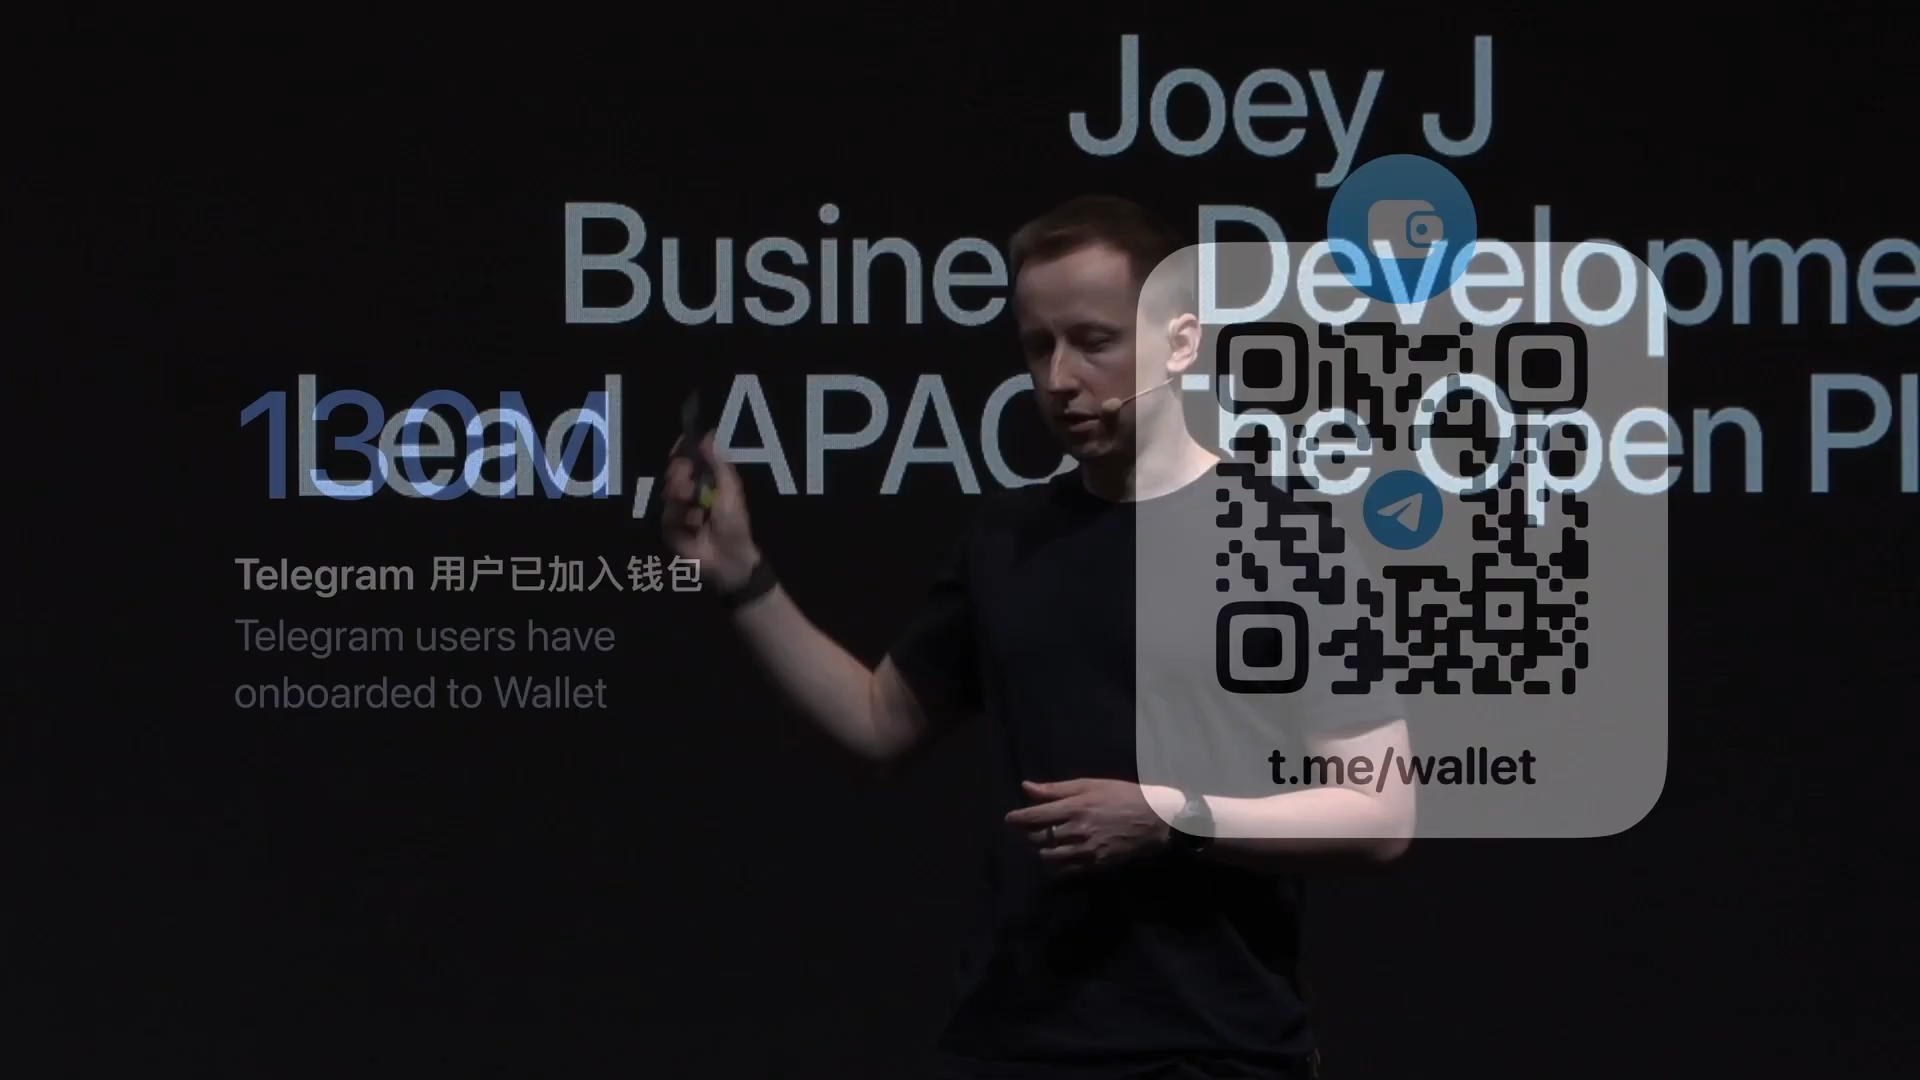 Joey J
Busine Developme
Lead, APAC The Open Pl
130M
Telegram 用户已加入钱包
Telegram users have
onboarded to Wallet
t.me/wallet